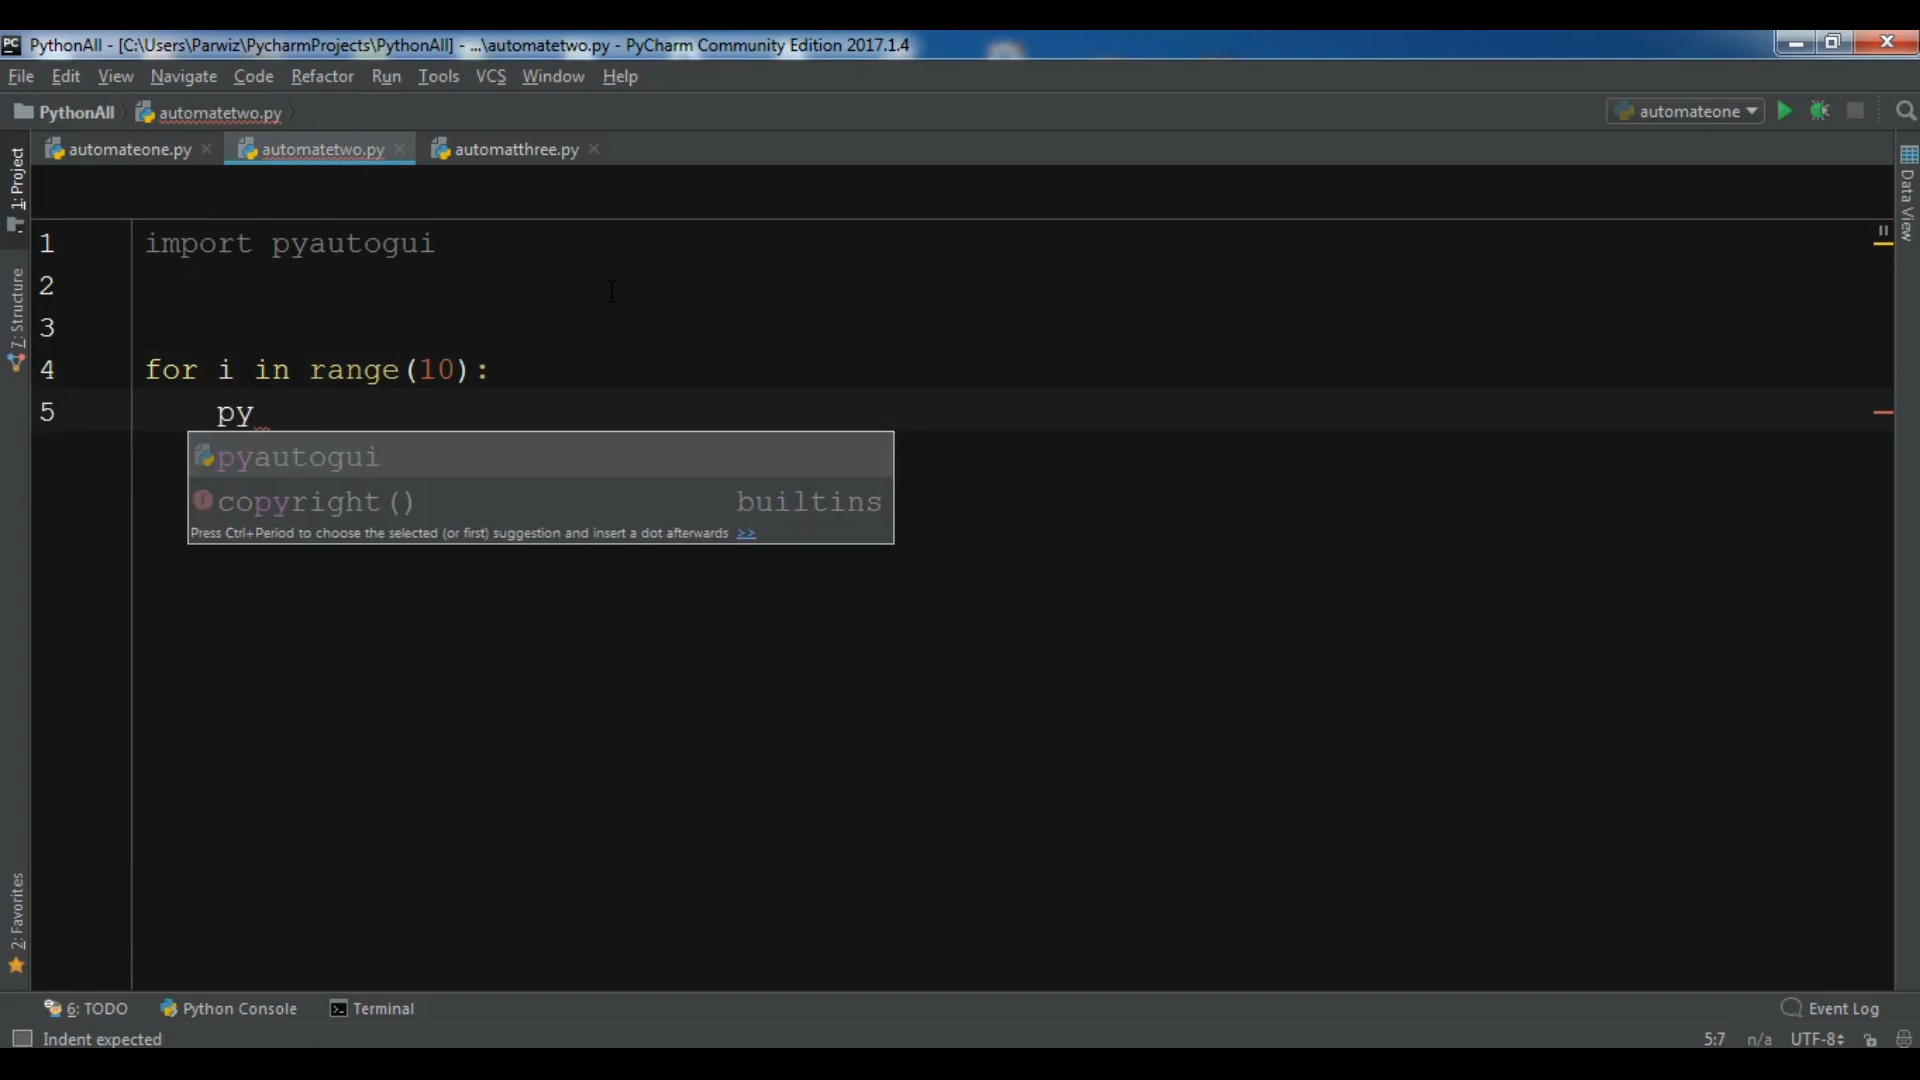 PC PythonAll - [C:\Users\Parwiz\PycharmProjects\PythonAll] - ...\automatetwo.py - PyCharm Community Edition 2017.1.4
File Edit View Navigate Code Refactor Run Tools VCS Window Help
PythonAll automatetwo.py automateone
automateone.py automatetwo.py automatthree.py
1: Project
7: Structure
2: Favorites
Data View
1 import pyautogui
2
3
4 for i in range(10):
5 py
pyautogui
f copyright() builtins
Press Ctrl+Period to choose the selected (or first) suggestion and insert a dot afterwards >>
6: TODO Python Console Terminal Event Log
Indent expected 5:7 n/a UTF-8